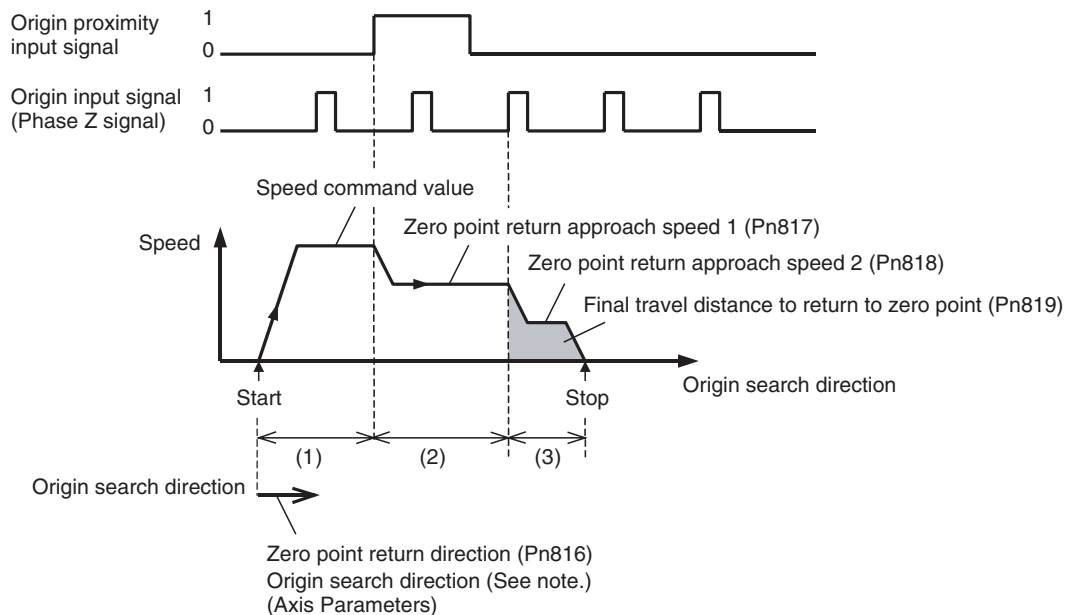 Origin proximity
input signal
1
0
Origin input signal
(Phase Z signal)
1
0
Speed command value
Zero point return approach speed 1 (Pn817)
Speed
Zero point return approach speed 2 (Pn818)
Final travel distance to return to zero point (Pn819)
Origin search direction
Start
Stop
(1)
(2)
(3)
Origin search direction
Zero point return direction (Pn816)
Origin search direction (See note.)
(Axis Parameters)